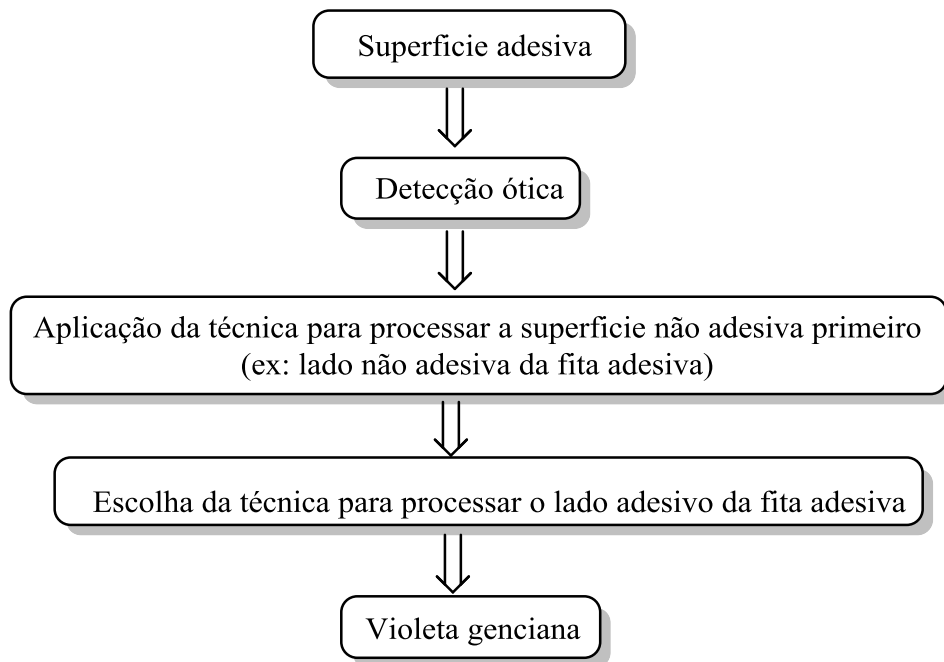 Superficie adesiva
Detecção ótica
Aplicação da técnica para processar a superficie não adesiva primeiro
(ex: lado não adesiva da fita adesiva)
Escolha da técnica para processar o lado adesivo da fita adesiva
Violeta genciana